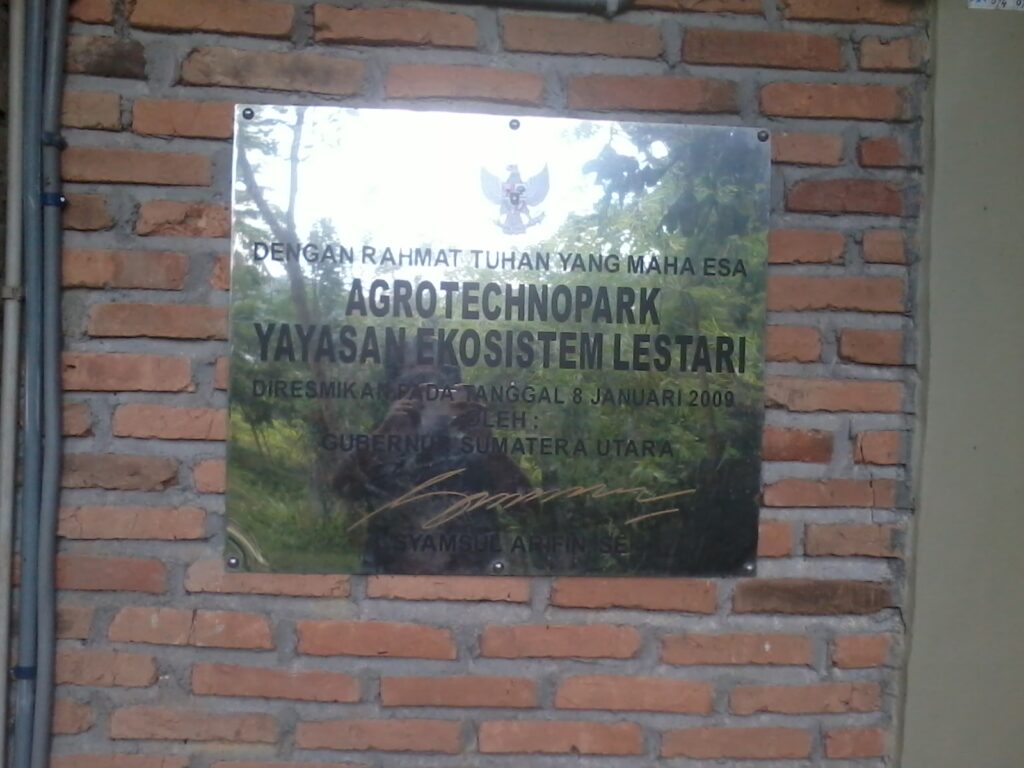 DENGAN RAHMAT TUHAN YANG MAHA ESA
AGROTECHNOPARK
YAYASAN EKOSISTEM LESTARI
DIRESMIKAN PADA TANGGAL 8 JANUARI 2009
OLEH :
GUBERNUR SUMATERA UTARA
SYAMSUL ARIFIN SE